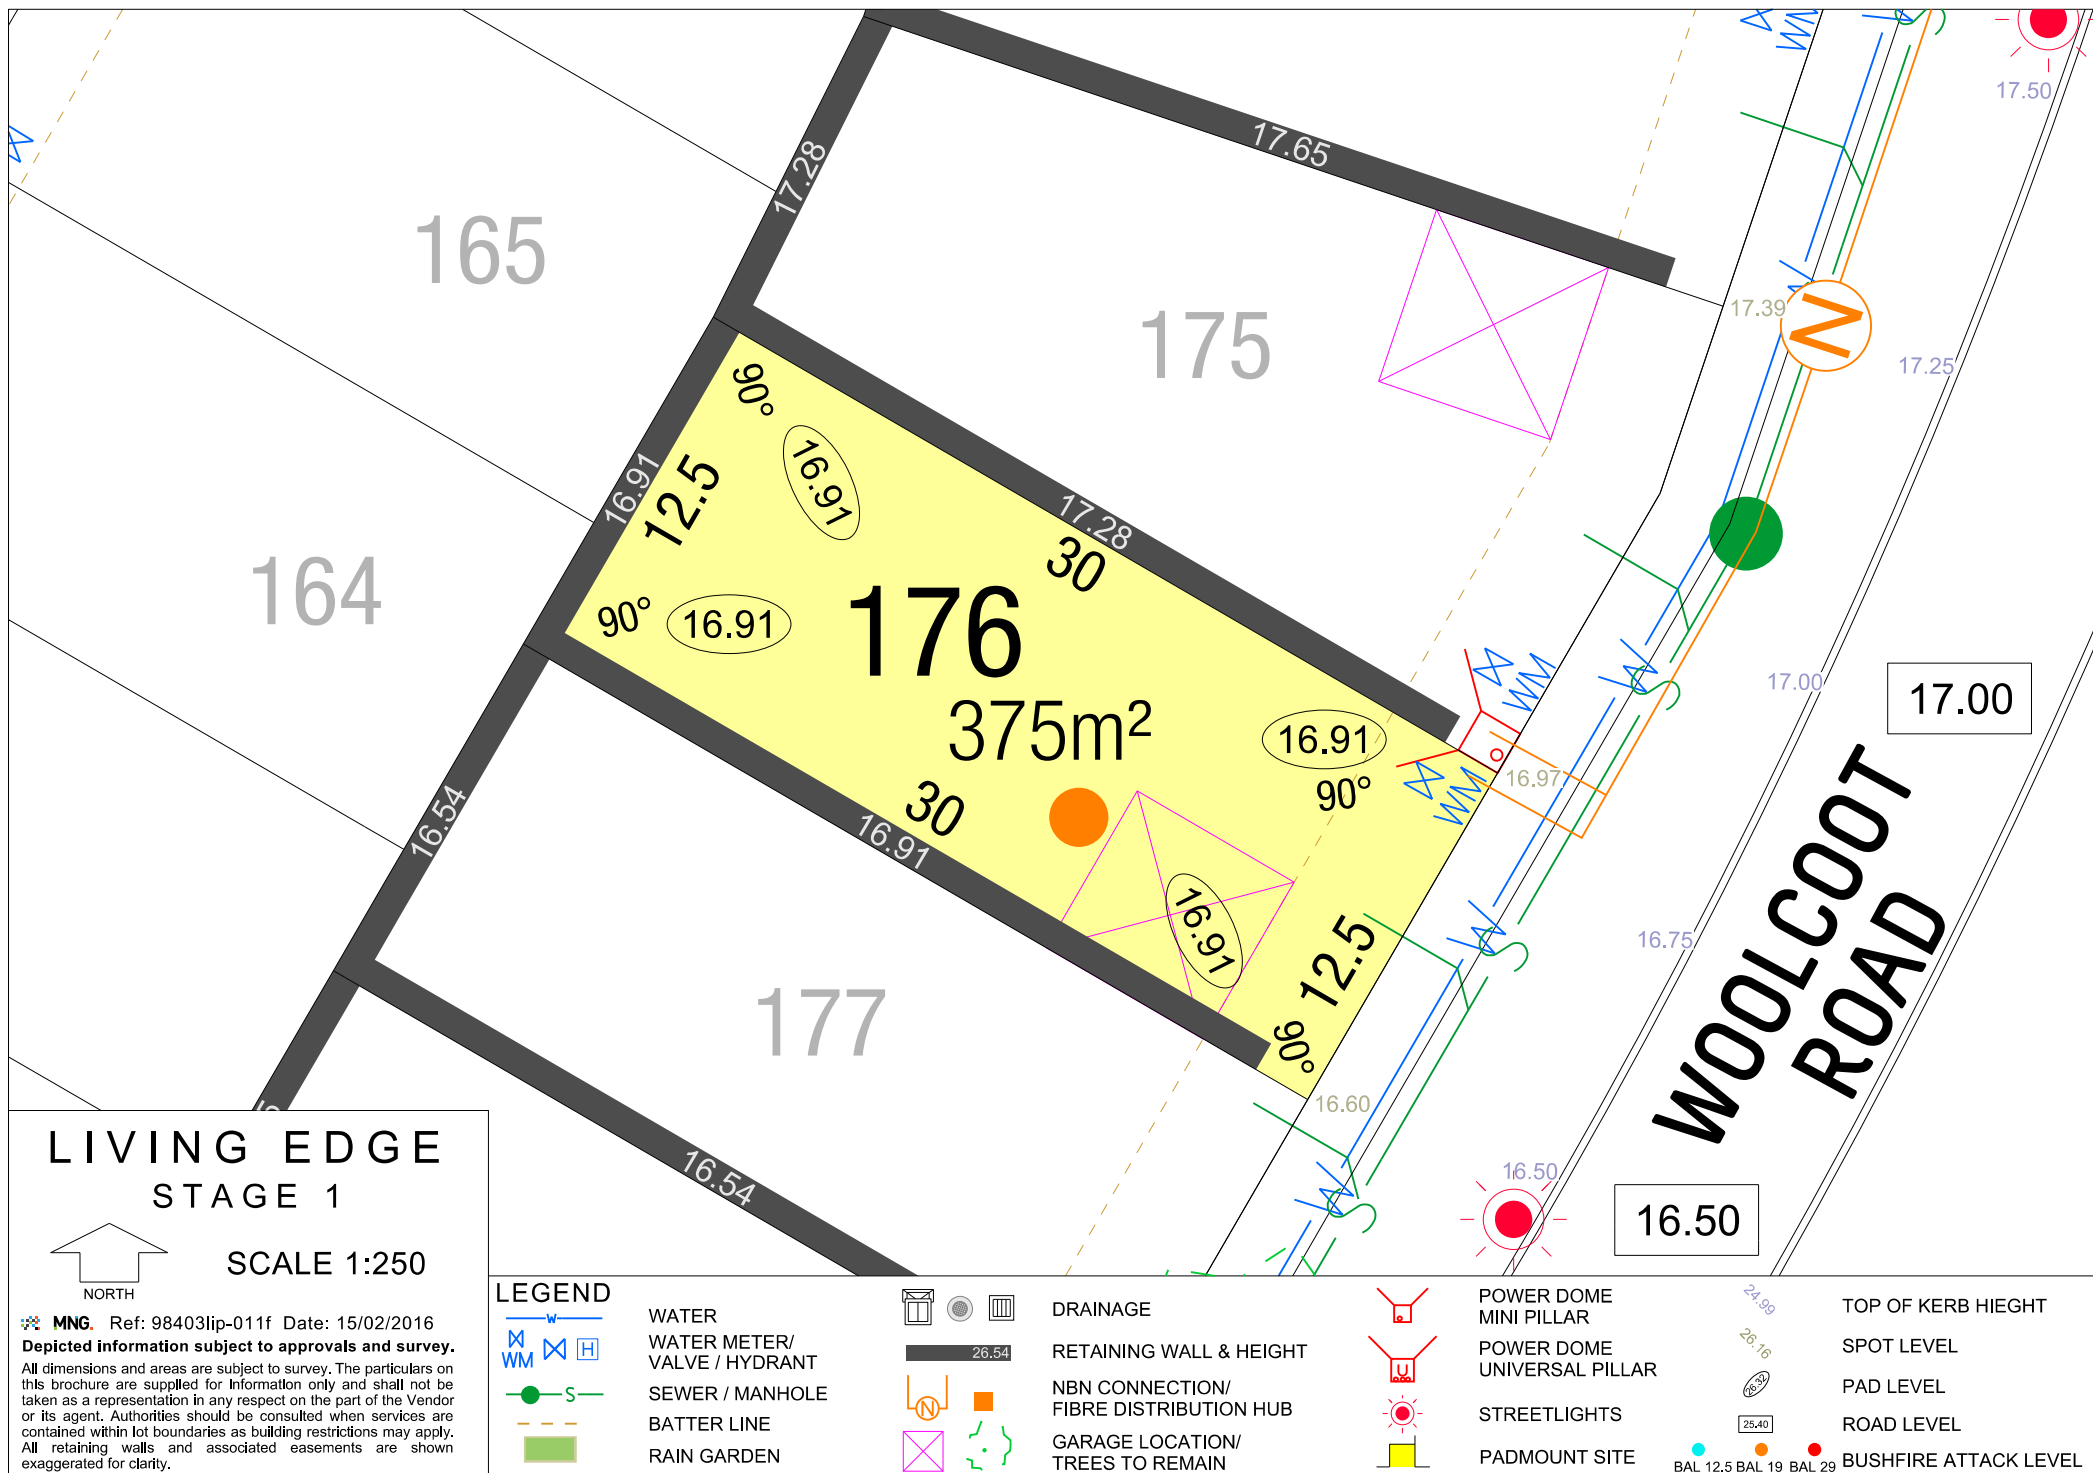 17.50
17.65
17.28
165
17.39
N
175
17.25
90°
16.91
12.5
16.91
17.28
30
164
90°
16.91
176
375m²
WM
17.00
17.00
16.91
90°
WM
16.97
30
16.91
16.54
16.91
12.5
16.75
WOOLCOOT
ROAD
177
90°
16.60
16.54
16.50
16.50
W
S
W
S
W
S
WM
LIVING EDGE
STAGE 1
SCALE 1:250
NORTH
MNG. Ref: 98403lip-011f Date: 15/02/2016
Depicted information subject to approvals and survey.
All dimensions and areas are subject to survey. The particulars on
this brochure are supplied for information only and shall not be
taken as a representation in any respect on the part of the Vendor
or its agent. Authorities should be consulted when services are
contained within lot boundaries as building restrictions may apply.
All retaining walls and associated easements are shown
exaggerated for clarity.
LEGEND
W WATER
WM H WATER METER/
VALVE / HYDRANT
S SEWER / MANHOLE
BATTER LINE
RAIN GARDEN
DRAINAGE
26.54 RETAINING WALL & HEIGHT
N NBN CONNECTION/
FIBRE DISTRIBUTION HUB
GARAGE LOCATION/
TREES TO REMAIN
POWER DOME
MINI PILLAR
U POWER DOME
UNIVERSAL PILLAR
STREETLIGHTS
PADMOUNT SITE
24.99 TOP OF KERB HIEGHT
26.16 SPOT LEVEL
26.32 PAD LEVEL
25.40 ROAD LEVEL
BAL 12.5 BAL 19 BAL 29 BUSHFIRE ATTACK LEVEL